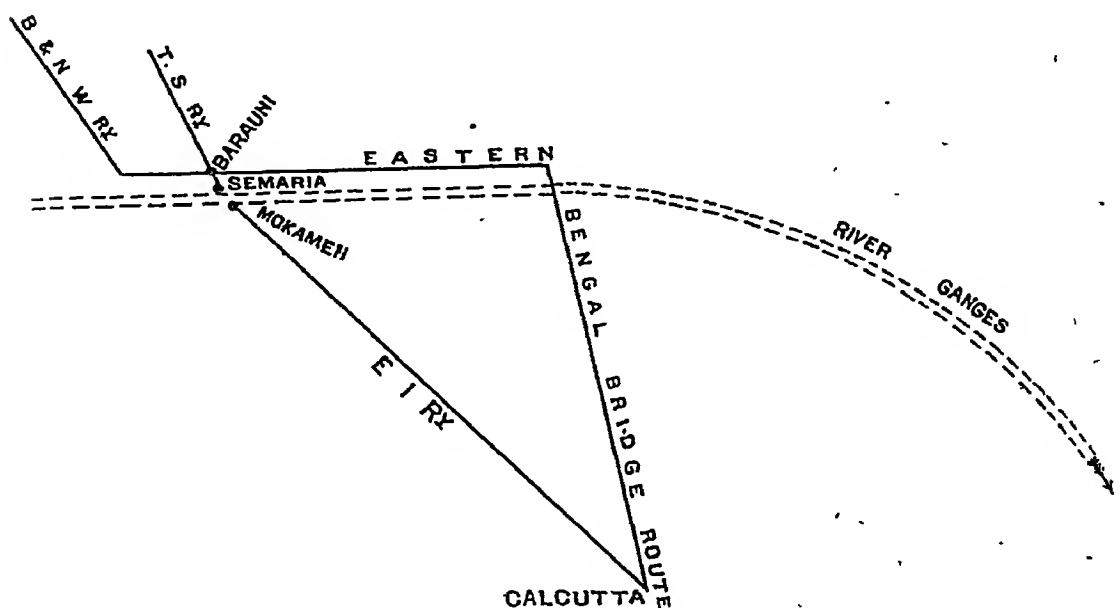 B & N W RY
T. S RY
BARAUNI
EASTERN
SEMARIA
MOKAMEH
RIVER
GANGES
BENGAL BRIDGE ROUTE
E I RY
CALCUTTA